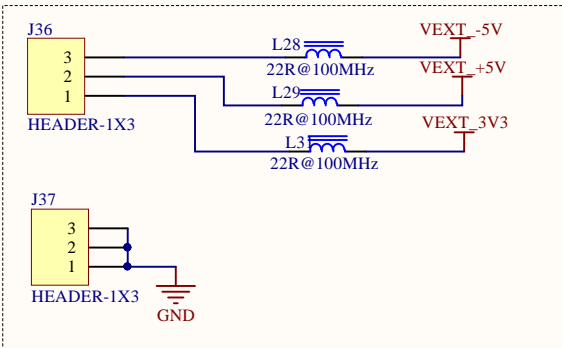 J36
3
2
1
HEADER-1X3
L28
22R@100MHz
VEXT_-5V
L29
22R@100MHz
VEXT_+5V
L31
22R@100MHz
VEXT_3V3
J37
3
2
1
HEADER-1X3
GND